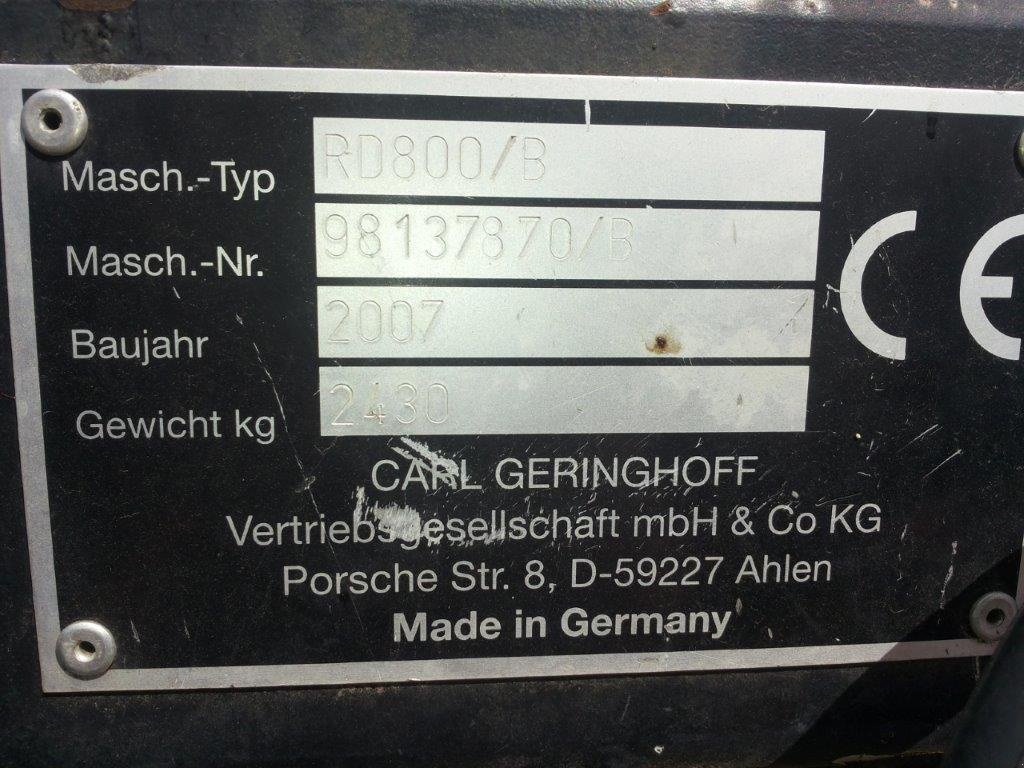 Masch.-Typ RD800/B
Masch.-Nr. 98137870/B
Baujahr 2007
Gewicht kg 2430
CE
CARL GERINGHOFF
Vertriebsgesellschaft mbH & Co KG
Porsche Str. 8, D-59227 Ahlen
Made in Germany